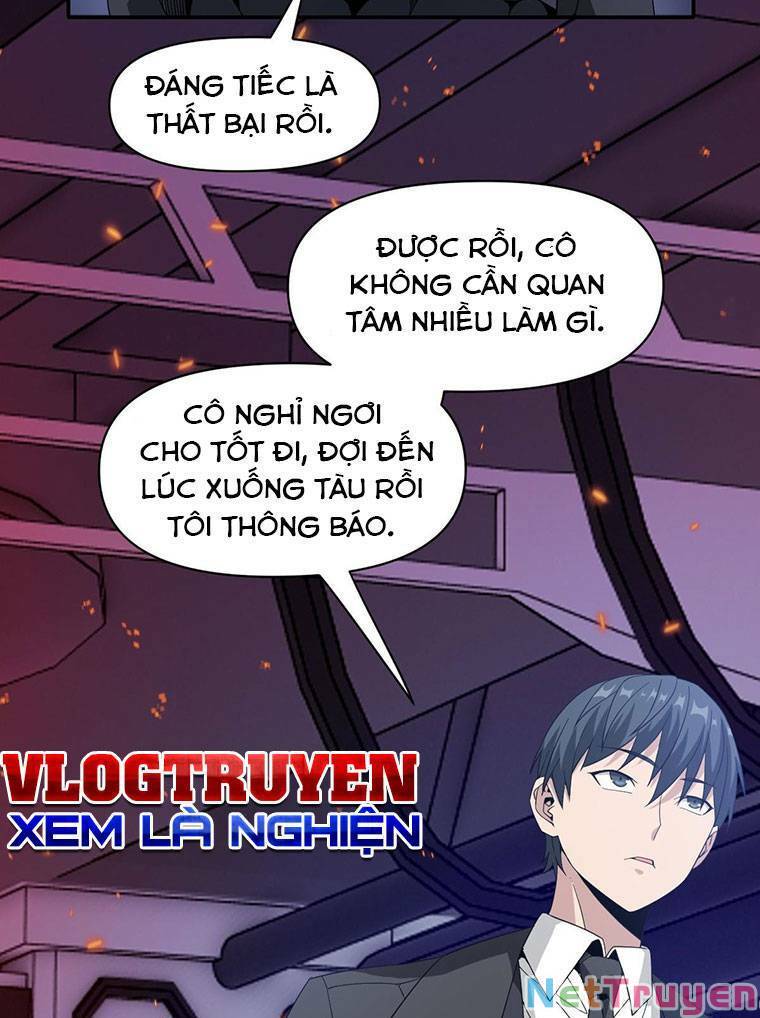 ĐÁNG TIẾC LÀ
THẤT BẠI RỒI.
ĐƯỢC RỒI, CÔ
KHÔNG CẦN QUAN
TÂM NHIỀU LÀM GÌ.
CÔ NGHỈ NGƠI
CHO TỐT ĐI, ĐỢI ĐẾN
LÚC XUỐNG TÀU RỒI
TÔI THÔNG BÁO.
VLOGTRUYEN
XEM LÀ NGHIỆN
NetTruyen